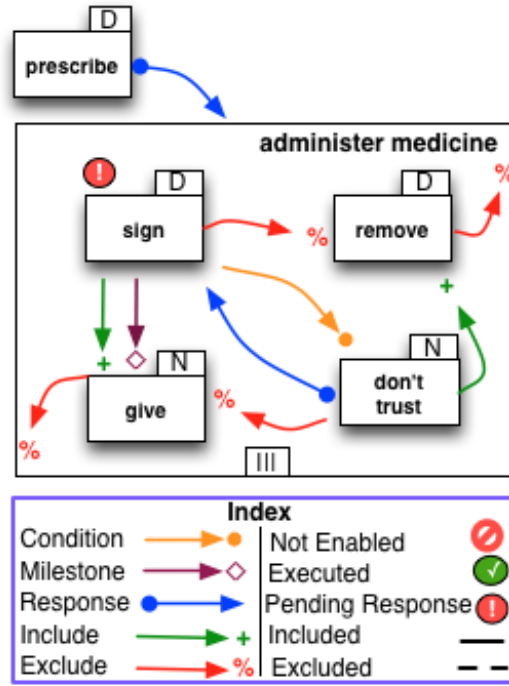 D
prescribe
administer medicine
%
!
D
sign
%
D
remove
+
+
N
give
%
N
don't
trust
%
III
Index
Condition
Not Enabled
Milestone
Executed √
Response
Pending Response !
Include +
Included
Exclude %
Excluded